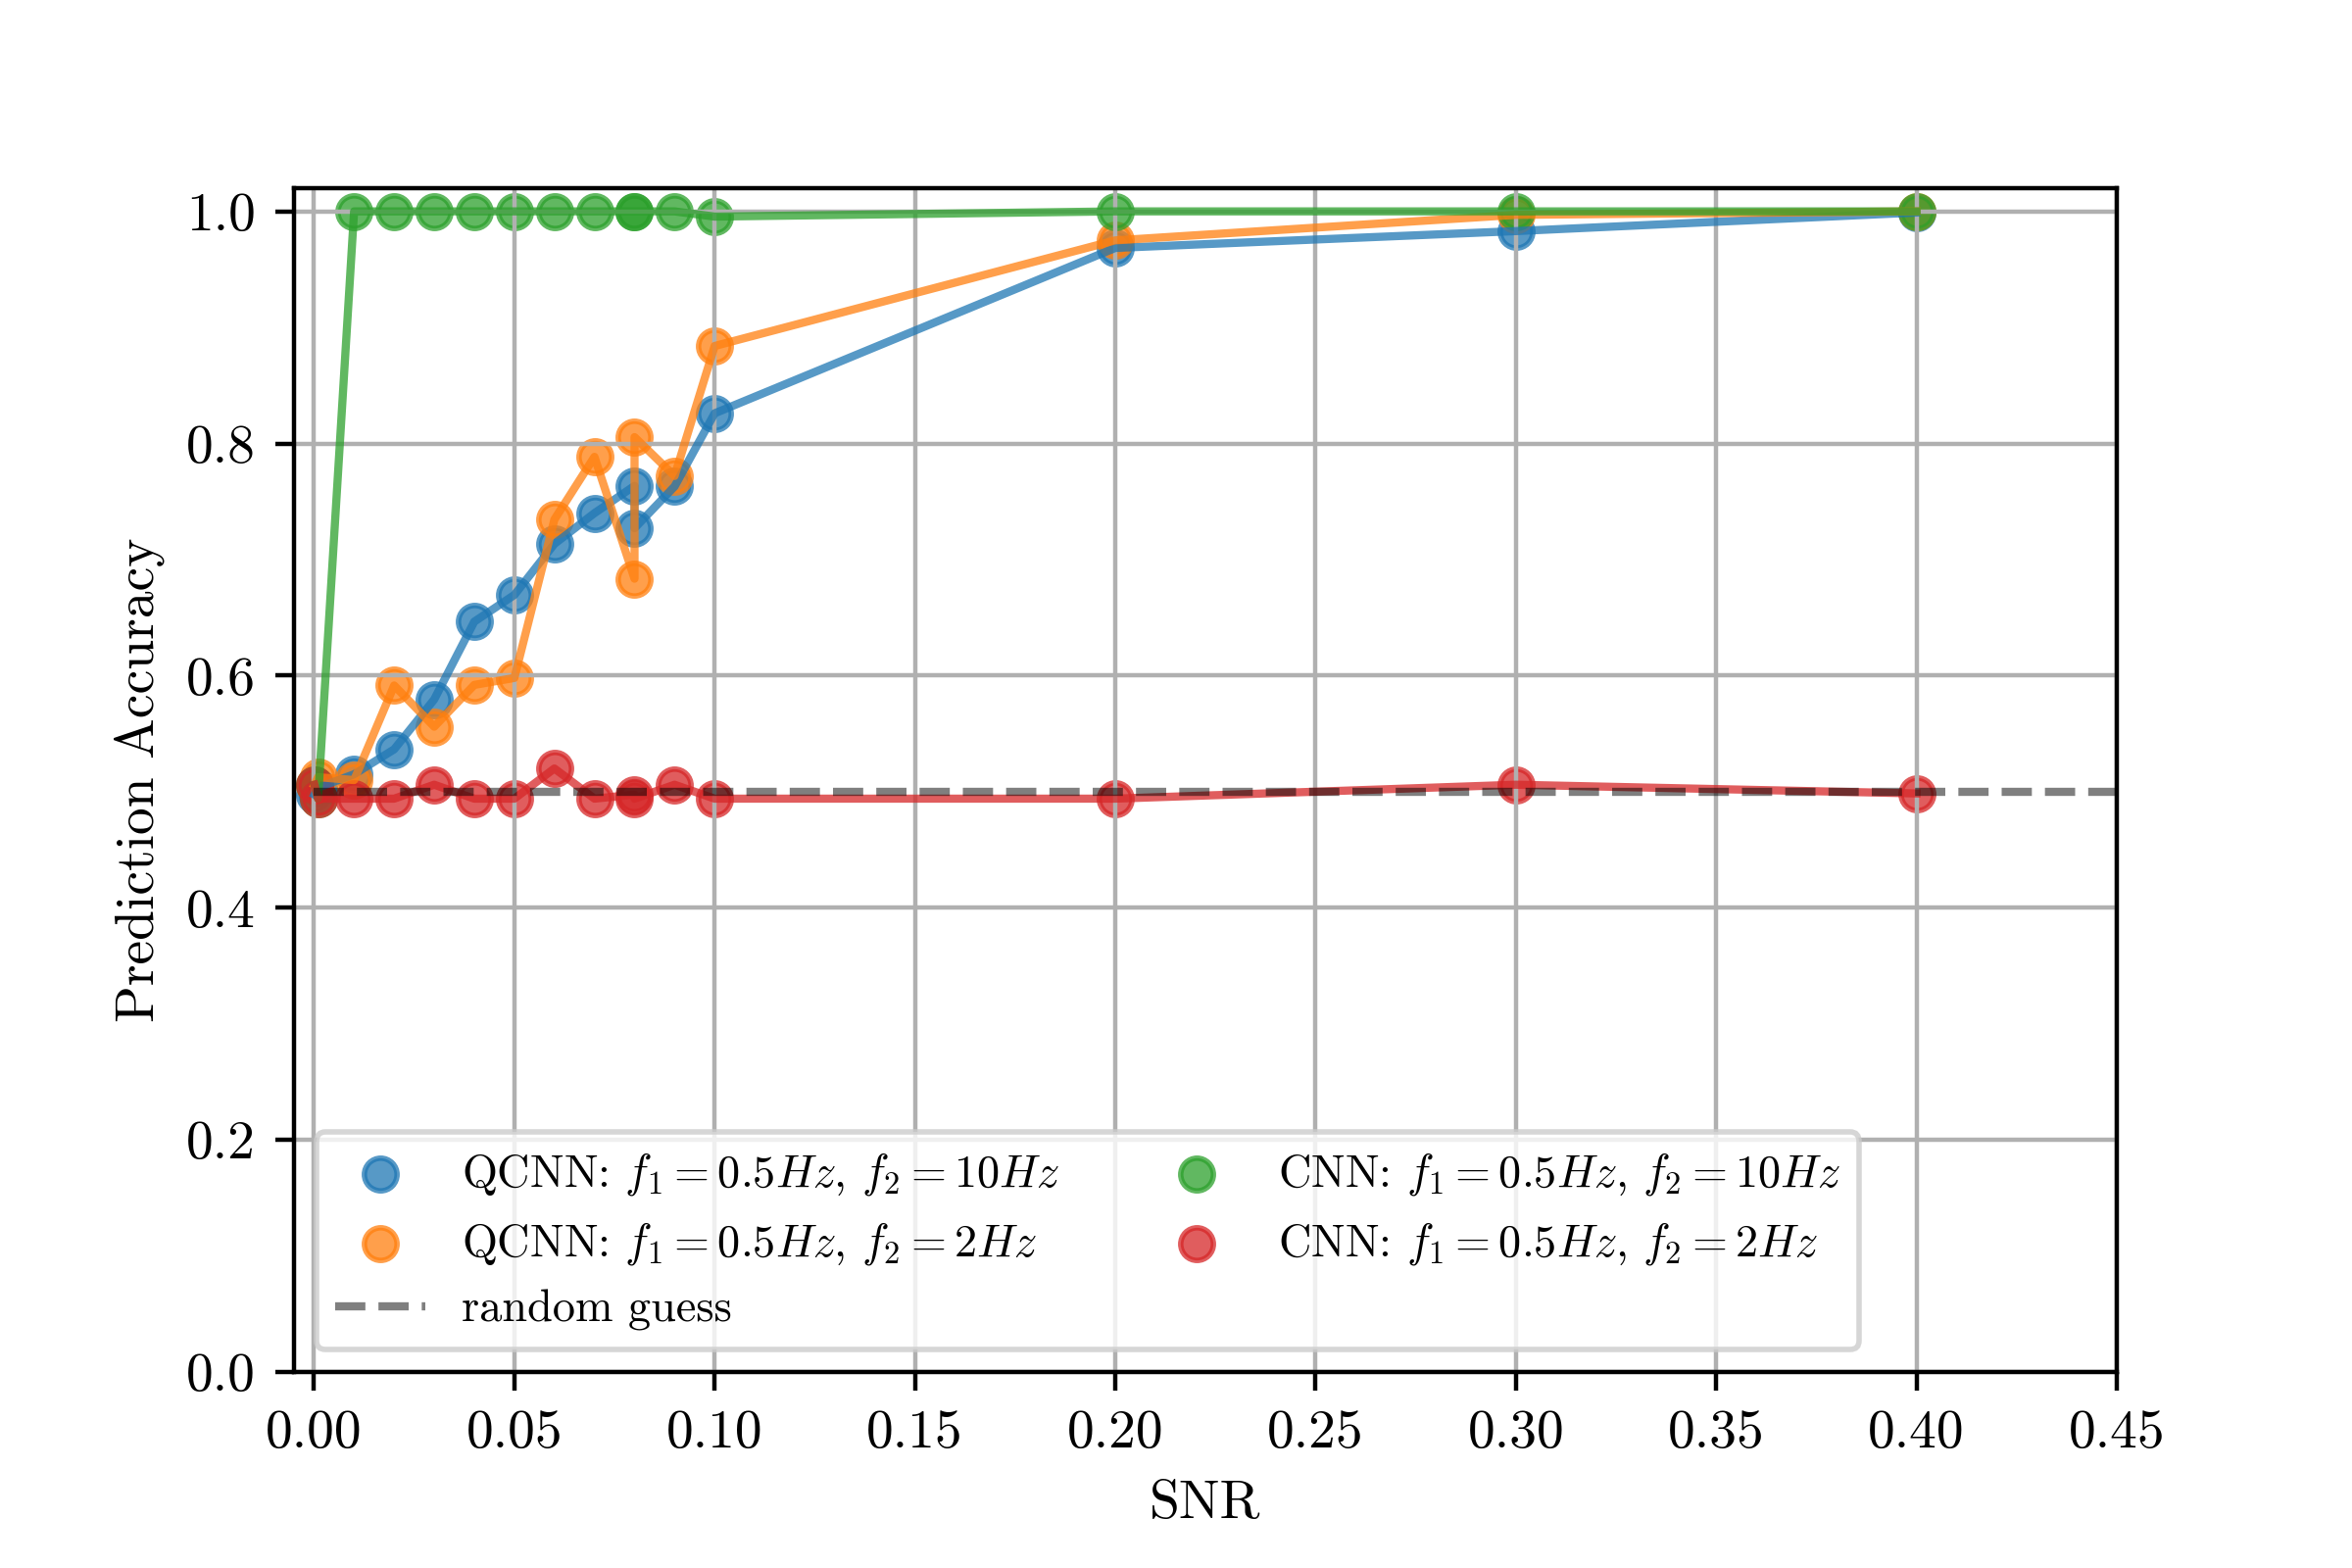 1.0
0.8
0.6
0.4
0.2
0.0
Prediction Accuracy
QCNN: f₁ = 0.5Hz, f₂ = 10Hz
QCNN: f₁ = 0.5Hz, f₂ = 2Hz
random guess
CNN: f₁ = 0.5Hz, f₂ = 10Hz
CNN: f₁ = 0.5Hz, f₂ = 2Hz
0.00 0.05 0.10 0.15 0.20 0.25 0.30 0.35 0.40 0.45
SNR